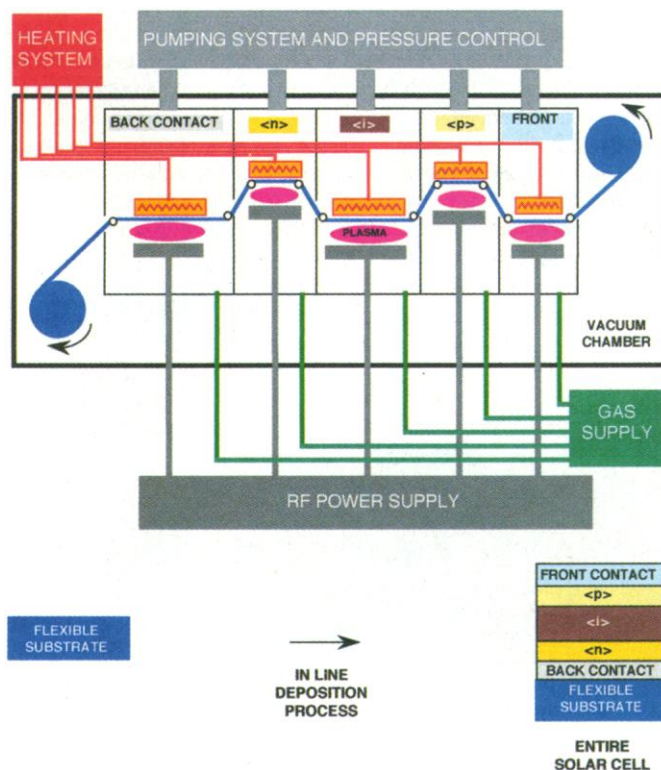 HEATING
SYSTEM
PUMPING SYSTEM AND PRESSURE CONTROL
BACK CONTACT
<n>
<i>
<p>
FRONT
PLASMA
VACUUM
CHAMBER
GAS
SUPPLY
RF POWER SUPPLY
FLEXIBLE
SUBSTRATE
IN LINE
DEPOSITION
PROCESS
FRONT CONTACT
<p>
<i>
<n>
BACK CONTACT
FLEXIBLE
SUBSTRATE
ENTIRE
SOLAR CELL